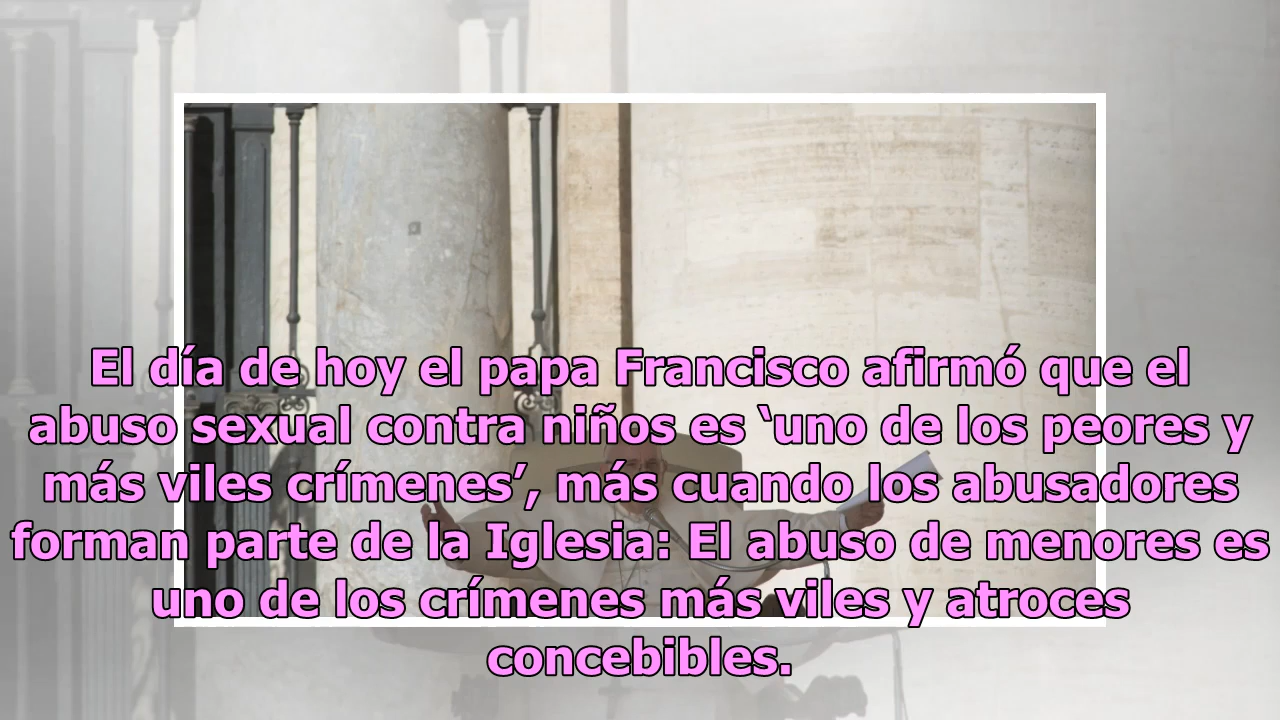 El día de hoy el papa Francisco afirmó que el
abuso sexual contra niños es ‘uno de los peores y
más viles crímenes’, más cuando los abusadores
forman parte de la Iglesia: El abuso de menores es
uno de los crímenes más viles y atroces
concebibles.